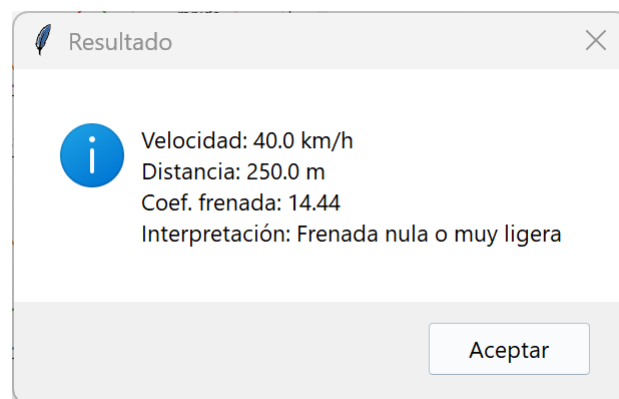 Resultado
Velocidad: 40.0 km/h
Distancia: 250.0 m
Coef. frenada: 14.44
Interpretación: Frenada nula o muy ligera
Aceptar